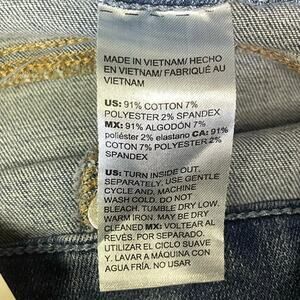 MADE IN VIETNAM/ HECHO
EN VIETNAM/ FABRIQUÉ AU
VIETNAM
US: 91% COTTON 7%
POLYESTER 2% SPANDEX
MX: 91% ALGODÓN 7%
poliéster 2% elastano CA: 91%
COTON 7% POLYESTER 2%
SPANDEX
US: TURN INSIDE OUT.
SEPARATELY. USE GENTLE
CYCLE AND. MACHINE
WASH COLD. DO NOT
BLEACH. TUMBLE DRY LOW.
WARM IRON. MAY BE DRY
CLEANED MX: VOLTEAR AL
REVÉS. POR SEPARADO.
UTILIZAR EL CICLO SUAVE
Y. LAVAR A MÁQUINA CON
AGUA FRÍA. NO USAR